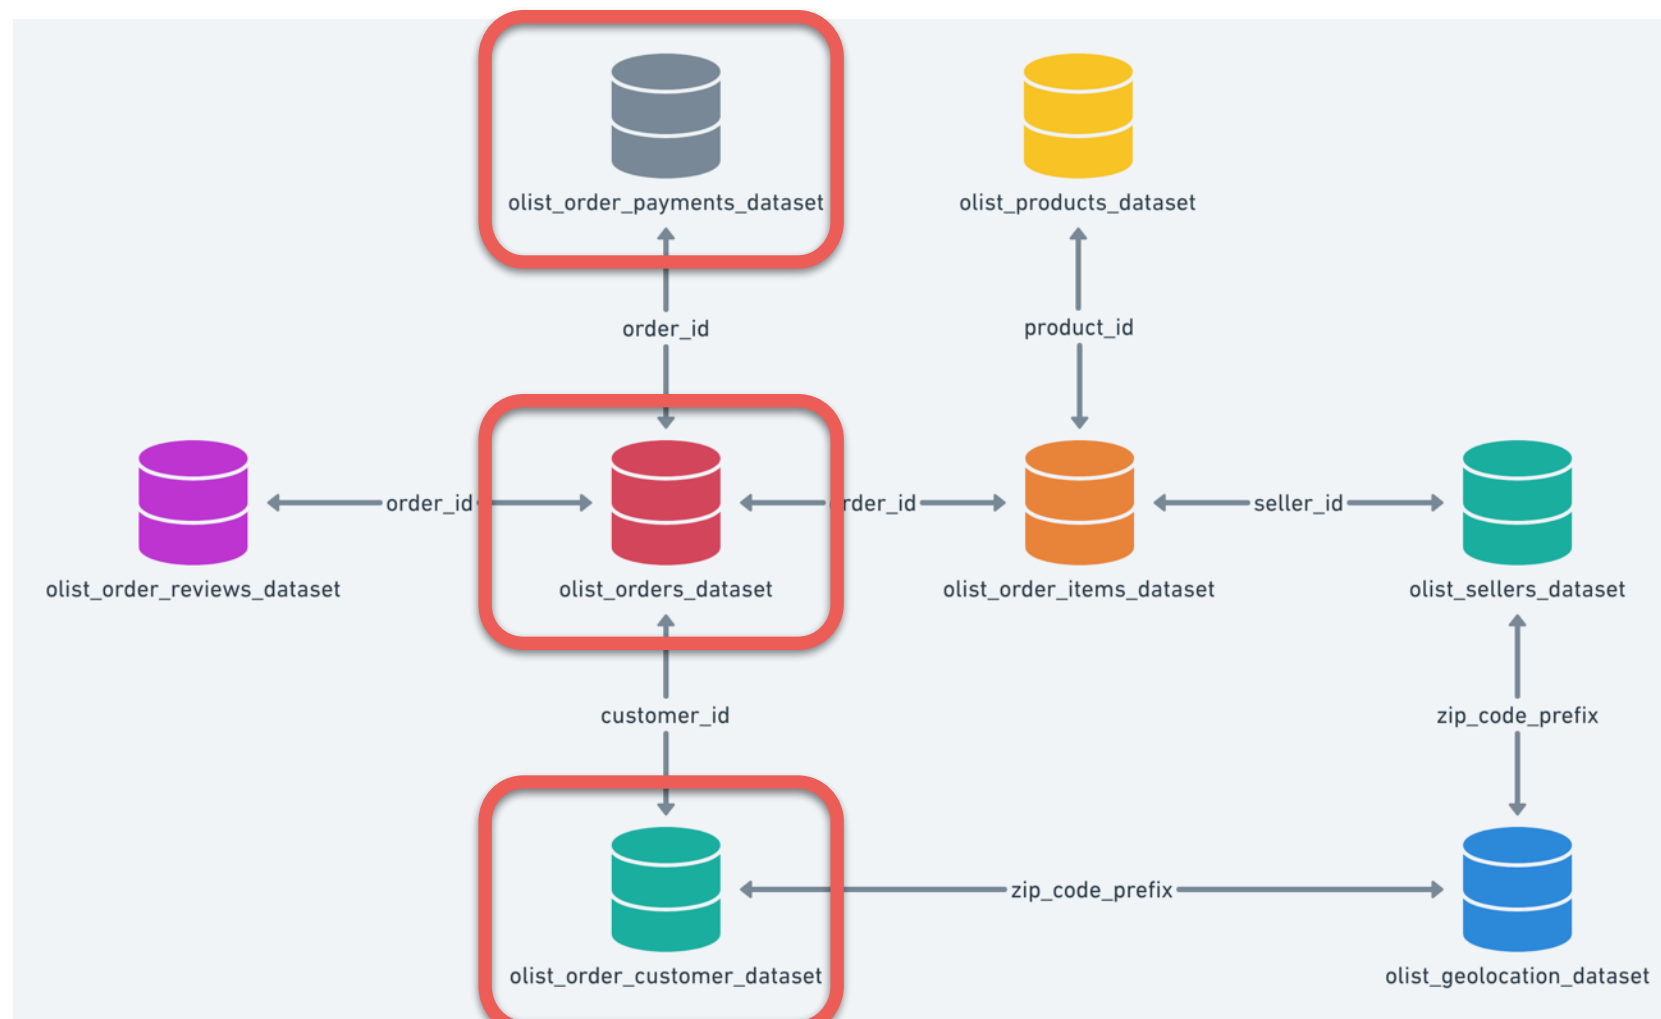 olist_order_payments_dataset
olist_products_dataset
order_id
product_id
order_id
rder_id
seller_id
olist_order_reviews_dataset
olist_orders_dataset
olist_order_items_dataset
olist_sellers_dataset
customer_id
zip_code_prefix
zip_code_prefix
olist_order_customer_dataset
olist_geolocation_dataset